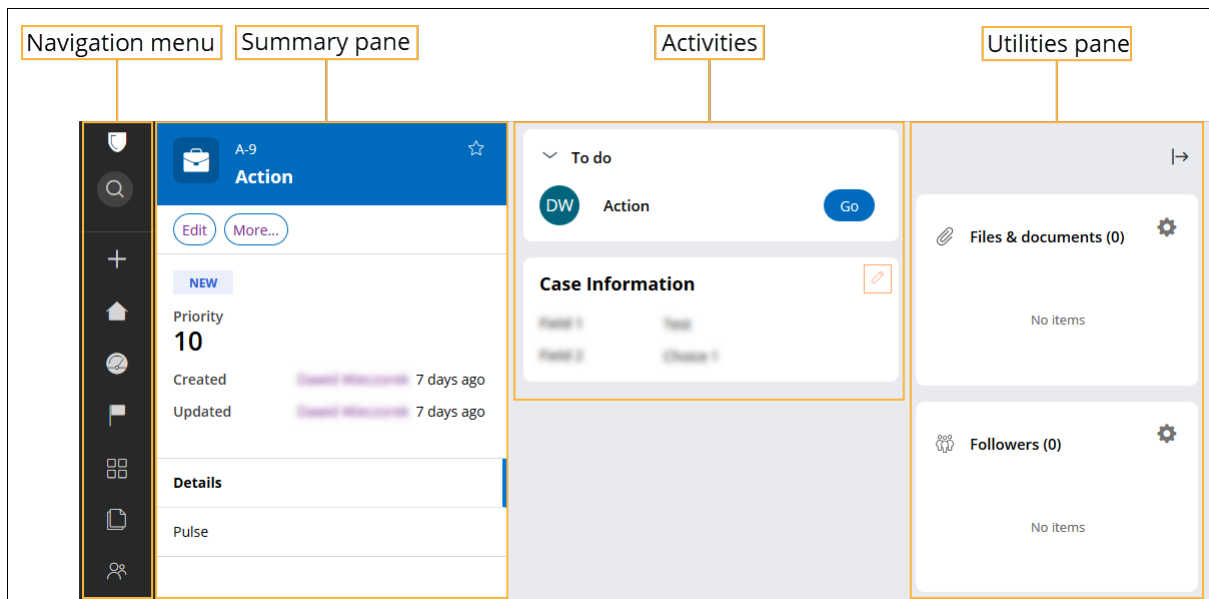 Navigation menu
Summary pane
Activities
Utilities pane
A-9
Action
Edit
More...
NEW
Priority
10
Created
7 days ago
Updated
7 days ago
Details
Pulse
To do
DW
Action
Go
Case Information
Files & documents (0)
No items
Followers (0)
No items